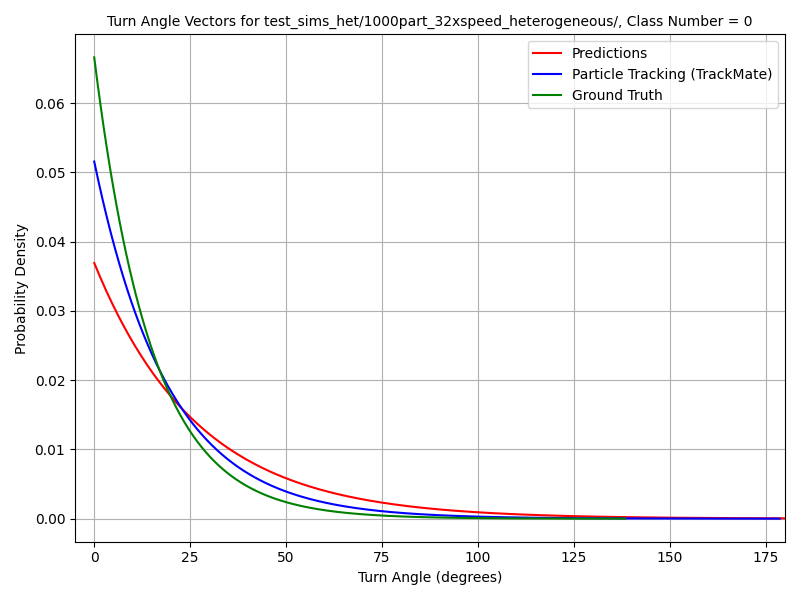 Turn Angle Vectors for test_sims_het/1000part_32xspeed_heterogeneous/, Class Number = 0
Predictions
Particle Tracking (TrackMate)
Ground Truth
Probability Density
0.06
0.05
0.04
0.03
0.02
0.01
0.00
0 25 50 75 100 125 150 175
Turn Angle (degrees)